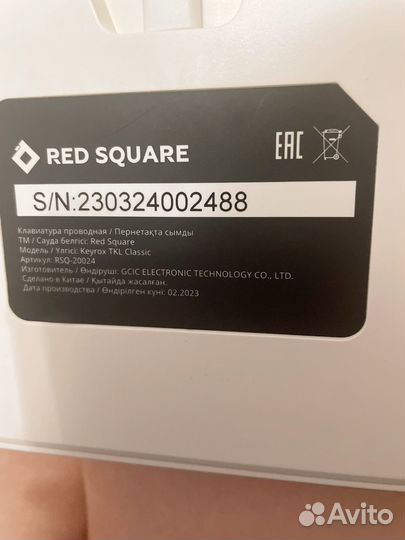 RED SQUARE
EAC
S/N:230324002488
Клавиатура проводная / Пернетақта сымды
ТМ / Сауда белгісі: Red Square
Модель / Үлгісі: Keyrox TKL Classic
Артикул: RSQ-20024
Изготовитель / Өндіруші: GCIC ELECTRONIC TECHNOLOGY CO., LTD.
Сделано в Китае / Қытайда жасалған.
Дата производства / Өндірілген күні: 02.2023
Avito